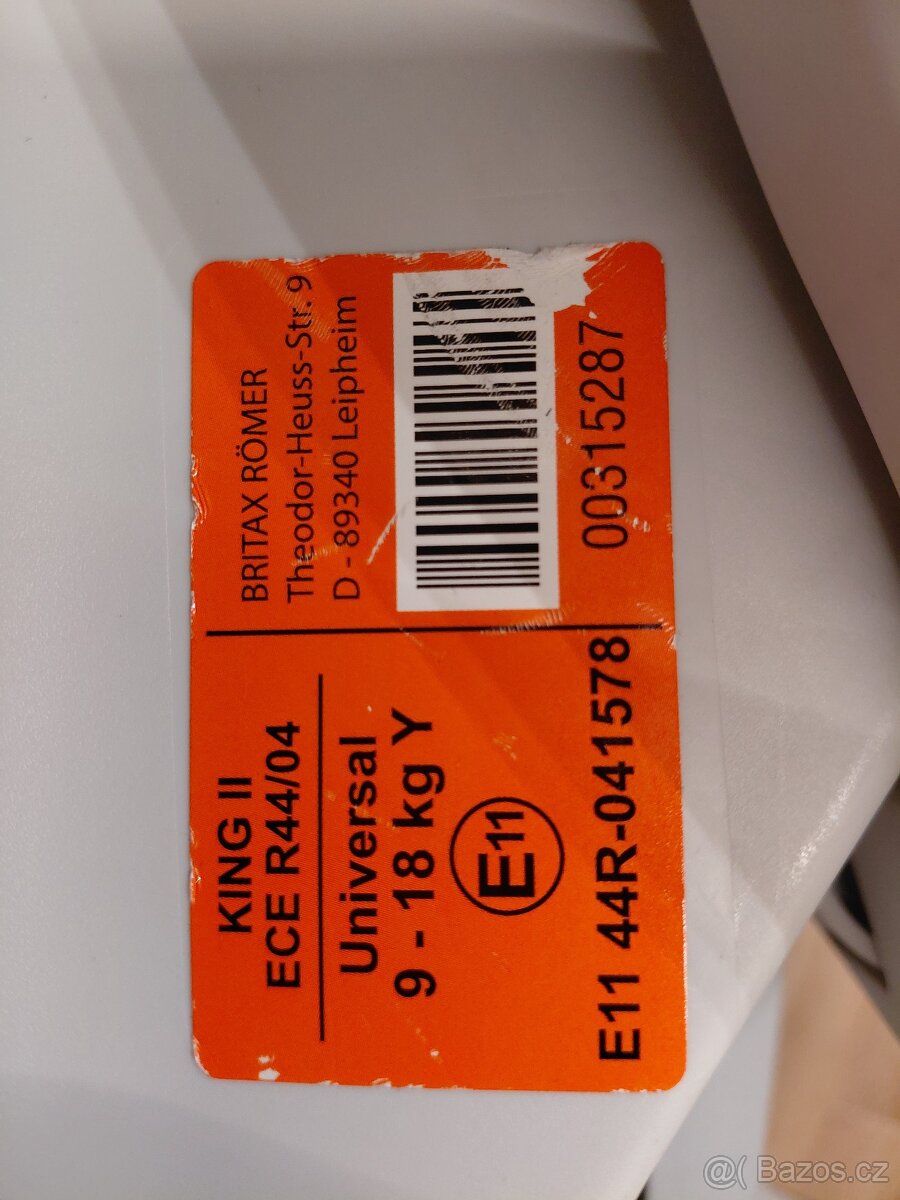 KING II
ECE R44/04
Universal
9 - 18 kg Y
E11
E11 44R-041578
BRITAX RÖMER
Theodor-Heuss-Str. 9
D - 89340 Leipheim
00315287
@( Bazos.cz